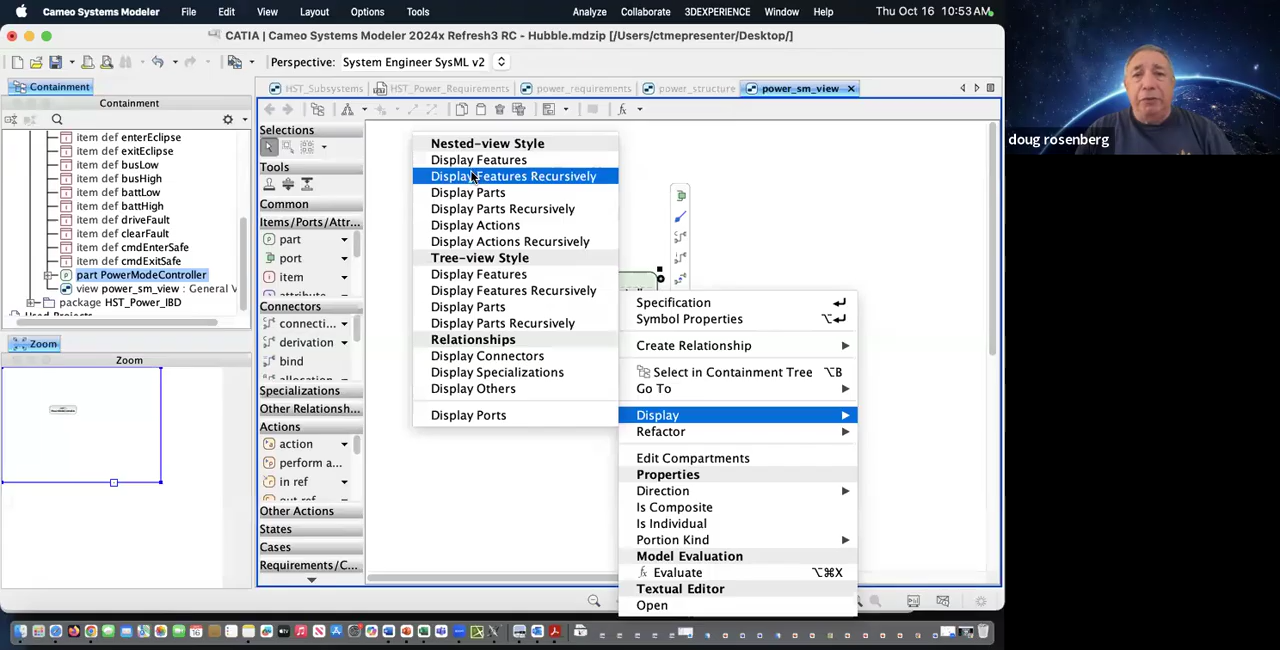 Cameo Systems Modeler File Edit View Layout Options Tools Analyze Collaborate 3DEXPERIENCE Window Help Thu Oct 16 10:53 AM
CATIA | Cameo Systems Modeler 2024x Refresh3 RC - Hubble.mdzip [/Users/ctmepresenter/Desktop/]
Perspective: System Engineer SysML v2
Containment
HST_Subsystems
HST_Power_Requirements
power_requirements
power_structure
power_sm_view
Containment
item def enterEclipse
item def exitEclipse
item def busLow
item def busHigh
item def battLow
item def battHigh
item def driveFault
item def clearFault
item def cmdEnterSafe
item def cmdExitSafe
part PowerModeController
view power_sm_view : General V
package HST_Power_IBD
Zoom
Zoom
Selections
Tools
Common
Items/Ports/Attr...
part
port
item
Connectors
connecti...
derivation
bind
Specializations
Other Relationsh...
Actions
action
perform a...
in ref
Other Actions
States
Cases
Requirements/C...
Nested-view Style
Display Features
Display Features Recursively
Display Parts
Display Parts Recursively
Display Actions
Display Actions Recursively
Tree-view Style
Display Features
Display Features Recursively
Display Parts
Display Parts Recursively
Relationships
Display Connectors
Display Specializations
Display Others
Display Ports
Specification
Symbol Properties
Create Relationship
Select in Containment Tree ⌥B
Go To
Display
Refactor
Edit Compartments
Properties
Direction
Is Composite
Is Individual
Portion Kind
Model Evaluation
Evaluate ⌥⌘X
Textual Editor
Open
doug rosenberg